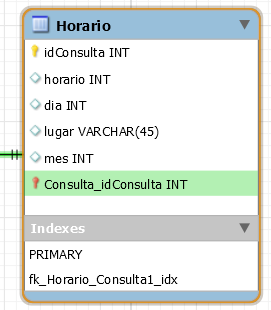 Horario
idConsulta INT
horario INT
dia INT
lugar VARCHAR(45)
mes INT
Consulta_idConsulta INT
Indexes
PRIMARY
fk_Horario_Consulta1_idx